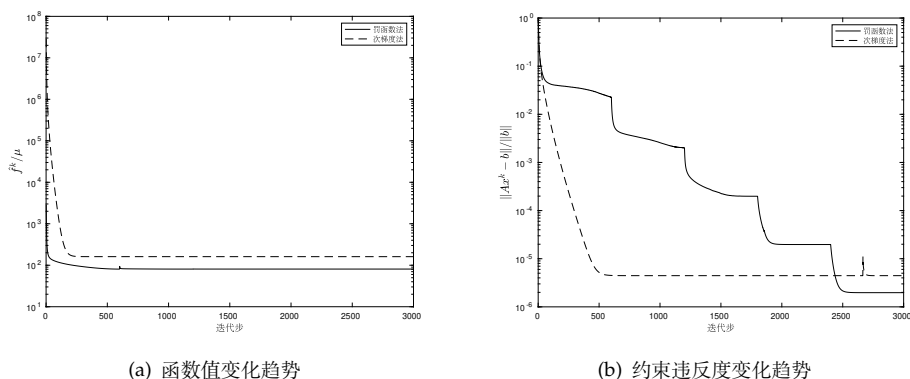 10^8
10^7
10^6
10^5
10^4
10^3
10^2
10^1
\hat{f}^k/μ
0 500 1000 1500 2000 2500 3000
迭代步
罚函数法
次梯度法
(a) 函数值变化趋势
10^0
10^-1
10^-2
10^-3
10^-4
10^-5
10^-6
||Ax^k − b||/||b||
0 500 1000 1500 2000 2500 3000
迭代步
罚函数法
次梯度法
(b) 约束违反度变化趋势